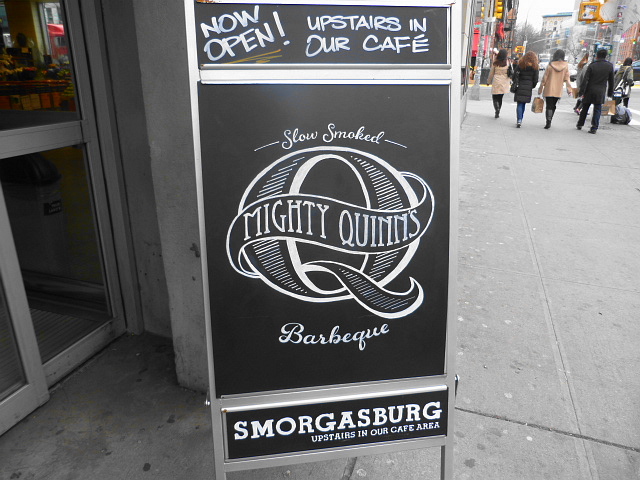 NOW OPEN! UPSTAIRS IN
OUR CAFÉ
Slow Smoked
MIGHTY QUINN'S
Barbeque
SMORGASBURG
UPSTAIRS IN OUR CAFE AREA